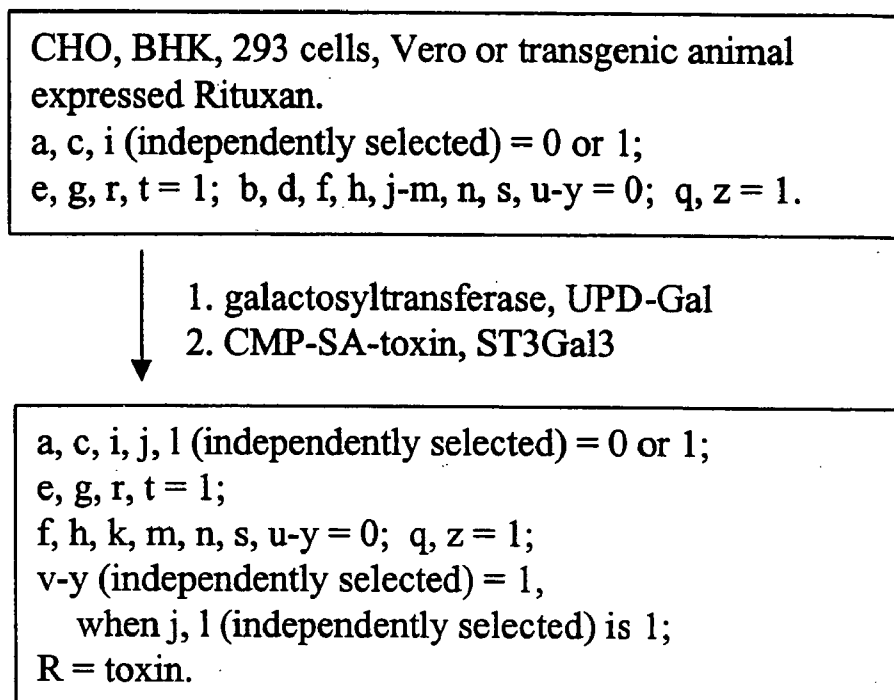 CHO, BHK, 293 cells, Vero or transgenic animal
expressed Rituxan.
a, c, i (independently selected) = 0 or 1;
e, g, r, t = 1; b, d, f, h, j-m, n, s, u-y = 0; q, z = 1.
1. galactosyltransferase, UPD-Gal
2. CMP-SA-toxin, ST3Gal3
a, c, i, j, l (independently selected) = 0 or 1;
e, g, r, t = 1;
f, h, k, m, n, s, u-y = 0; q, z = 1;
v-y (independently selected) = 1,
when j, l (independently selected) is 1;
R = toxin.